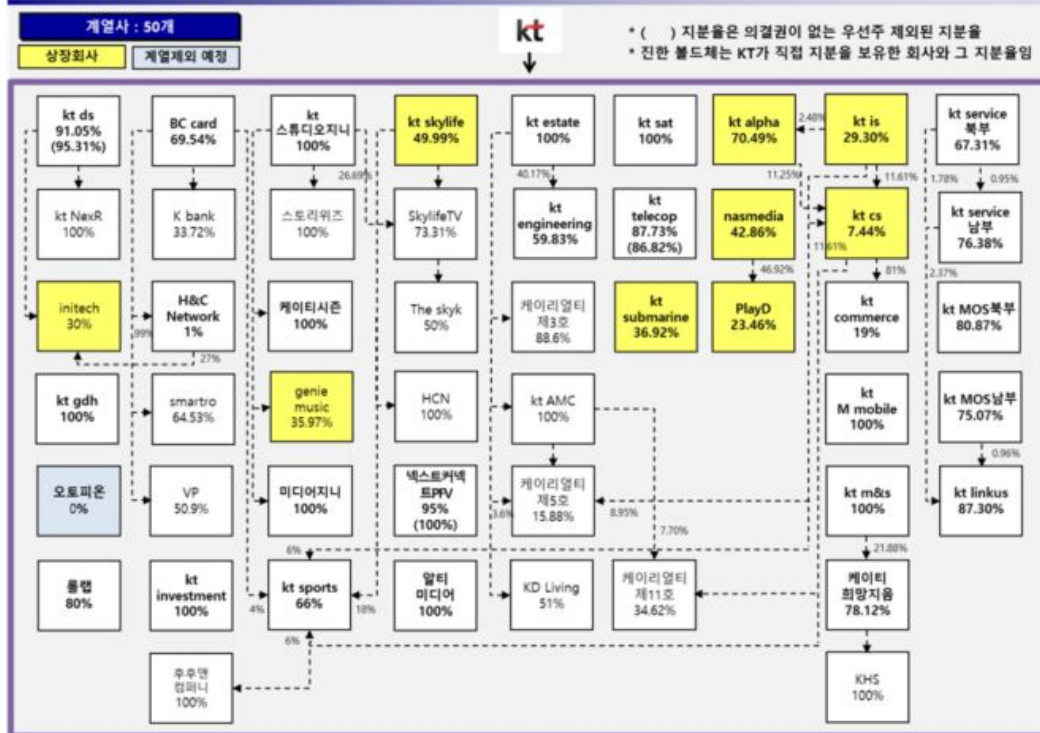 계열사 : 50개
상장회사
계열제외 예정
kt
* ( ) 지분율은 의결권이 없는 우선주 제외된 지분율
* 진한 볼드체는 KT가 직접 지분을 보유한 회사와 그 지분율임
kt ds
91.05%
(95.31%)
BC card
69.54%
kt
스튜디오지니
100%
kt skylife
49.99%
kt estate
100%
kt sat
100%
kt alpha
70.49%
2.48%
kt is
29.30%
kt service
북부
67.31%
26.69%
40.17%
11.25%
11.61%
1.78%
0.95%
kt NexR
100%
K bank
33.72%
스토리위즈
100%
SkylifeTV
73.31%
kt
engineering
59.83%
kt
telecop
87.73%
(86.82%)
nasmedia
42.86%
kt cs
7.44%
kt service
남부
76.38%
11.61%
46.92%
81%
2.37%
initech
30%
99%
H&C
Network
1%
케이티시즌
100%
The skyk
50%
케이리얼티
제3호
88.6%
kt
submarine
36.92%
PlayD
23.46%
kt
commerce
19%
kt MOS북부
80.87%
27%
kt gdh
100%
smartro
64.53%
genie
music
35.97%
HCN
100%
kt AMC
100%
kt
M mobile
100%
kt MOS남부
75.07%
0.96%
오토피온
0%
VP
50.9%
미디어지니
100%
넥스트커넥
트PFV
95%
(100%)
3.6%
케이리얼티
제5호
15.88%
8.95%
kt m&s
100%
kt linkus
87.30%
7.70%
21.88%
6%
롤랩
80%
kt
investment
100%
4%
kt sports
66%
18%
알티
미디어
100%
KD Living
51%
케이리얼티
제11호
34.62%
케이티
희망지음
78.12%
6%
후후앤
컴퍼니
100%
KHS
100%